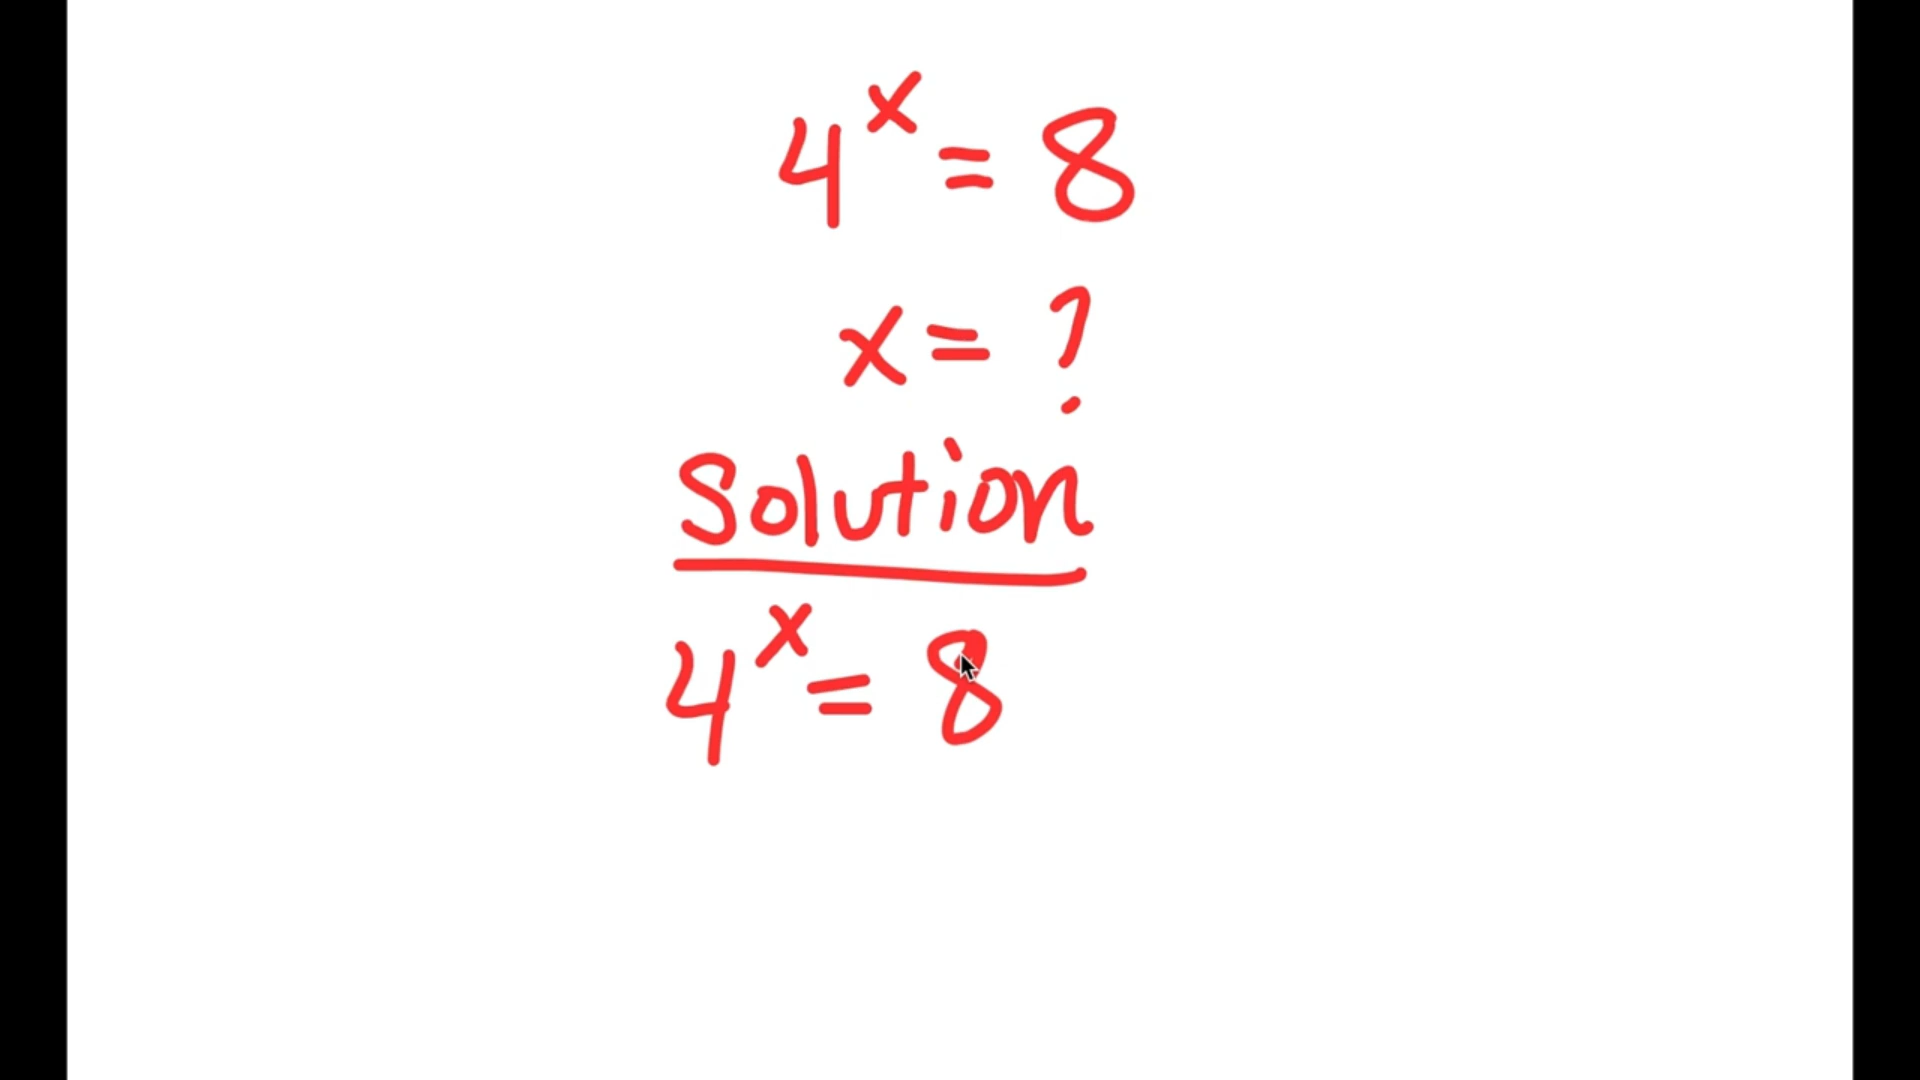 4^x = 8
x = ?
Solution
4^x = 8